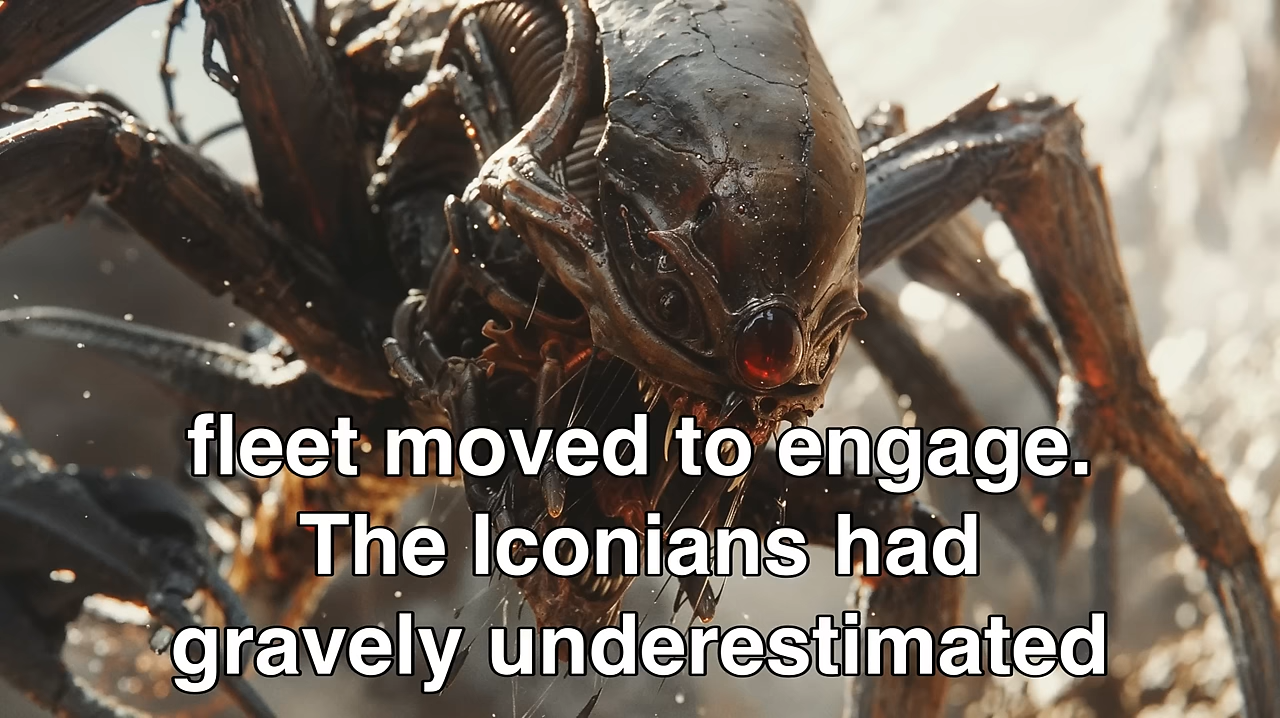 fleet moved to engage.
The Iconians had
gravely underestimated